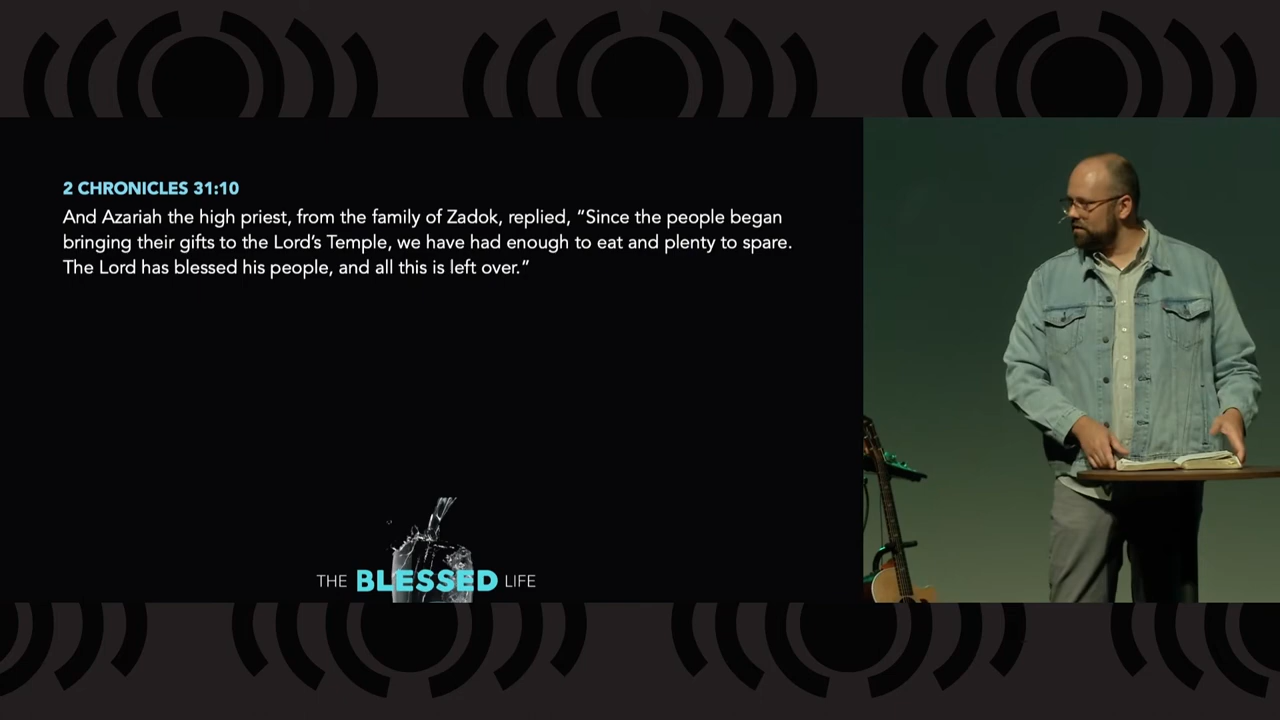 2 CHRONICLES 31:10
And Azariah the high priest, from the family of Zadok, replied, “Since the people began
bringing their gifts to the Lord’s Temple, we have had enough to eat and plenty to spare.
The Lord has blessed his people, and all this is left over.”
THE BLESSED LIFE